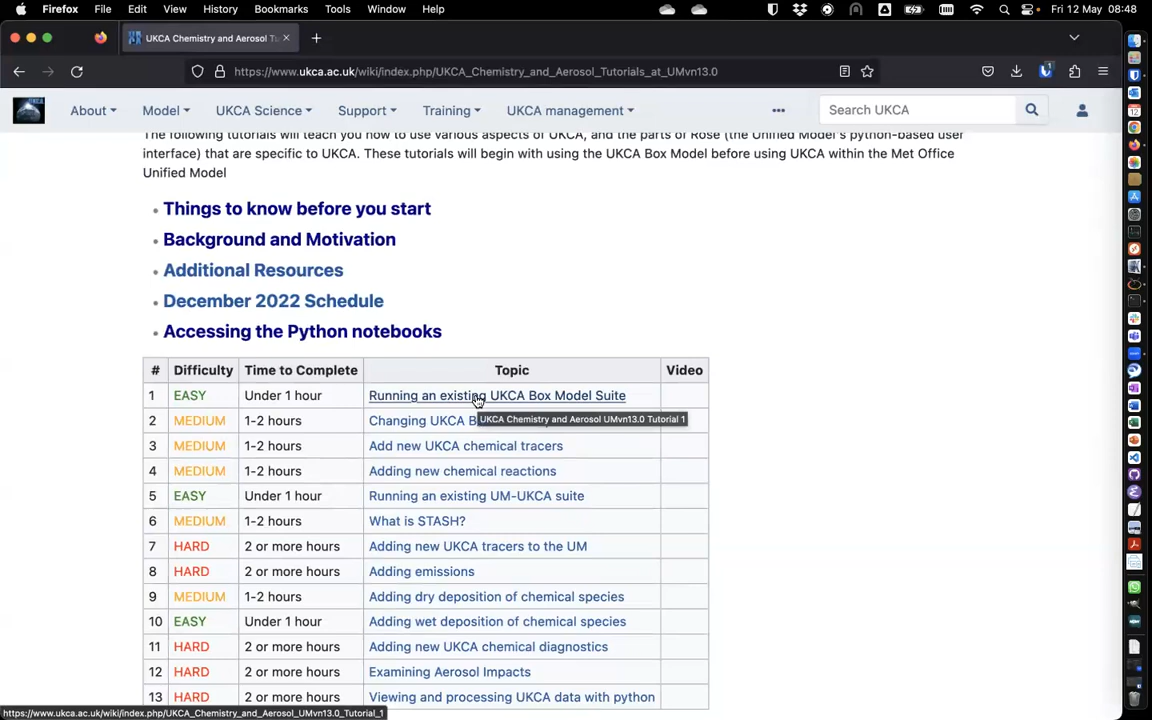 Firefox File Edit View History Bookmarks Tools Window Help Fri 12 May 08:48
UKCA Chemistry and Aerosol Tu
https://www.ukca.ac.uk/wiki/index.php/UKCA_Chemistry_and_Aerosol_Tutorials_at_UMvn13.0
About Model UKCA Science Support Training UKCA management Search UKCA
The following tutorials will teach you how to use various aspects of UKCA, and the parts of Rose (the Unified Model's python-based user
interface) that are specific to UKCA. These tutorials will begin with using the UKCA Box Model before using UKCA within the Met Office
Unified Model
Things to know before you start
Background and Motivation
Additional Resources
December 2022 Schedule
Accessing the Python notebooks
# Difficulty Time to Complete Topic Video
1 EASY Under 1 hour Running an existing UKCA Box Model Suite
2 MEDIUM 1-2 hours Changing UKCA B
UKCA Chemistry and Aerosol UMvn13.0 Tutorial 1
3 MEDIUM 1-2 hours Add new UKCA chemical tracers
4 MEDIUM 1-2 hours Adding new chemical reactions
5 EASY Under 1 hour Running an existing UM-UKCA suite
6 MEDIUM 1-2 hours What is STASH?
7 HARD 2 or more hours Adding new UKCA tracers to the UM
8 HARD 2 or more hours Adding emissions
9 MEDIUM 1-2 hours Adding dry deposition of chemical species
10 EASY Under 1 hour Adding wet deposition of chemical species
11 HARD 2 or more hours Adding new UKCA chemical diagnostics
12 HARD 2 or more hours Examining Aerosol Impacts
13 HARD 2 or more hours Viewing and processing UKCA data with python
https://www.ukca.ac.uk/wiki/index.php/UKCA_Chemistry_and_Aerosol_UMvn13.0_Tutorial_1